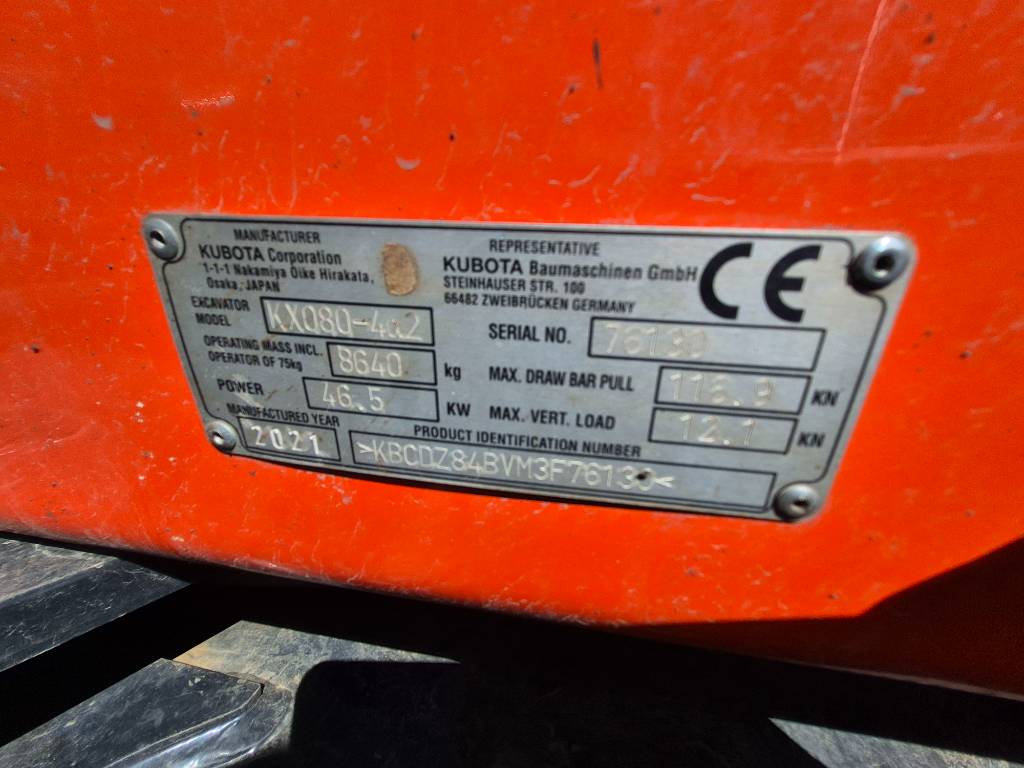 MANUFACTURER
KUBOTA Corporation
1-1-1 Nakamiya Oike Hirakata,
Osaka, JAPAN
REPRESENTATIVE
KUBOTA Baumaschinen GmbH
STEINHAUSER STR. 100
66482 ZWEIBRÜCKEN GERMANY
CE
EXCAVATOR
MODEL
KX080-4α2
SERIAL NO. 76130
OPERATING MASS INCL.
OPERATOR OF 75kg
8640 kg
MAX. DRAW BAR PULL 116.9 KN
POWER 46.5 KW
MAX. VERT. LOAD 12.1 KN
MANUFACTURED YEAR
2021
PRODUCT IDENTIFICATION NUMBER
>KBCDZ84BVM3F76130<